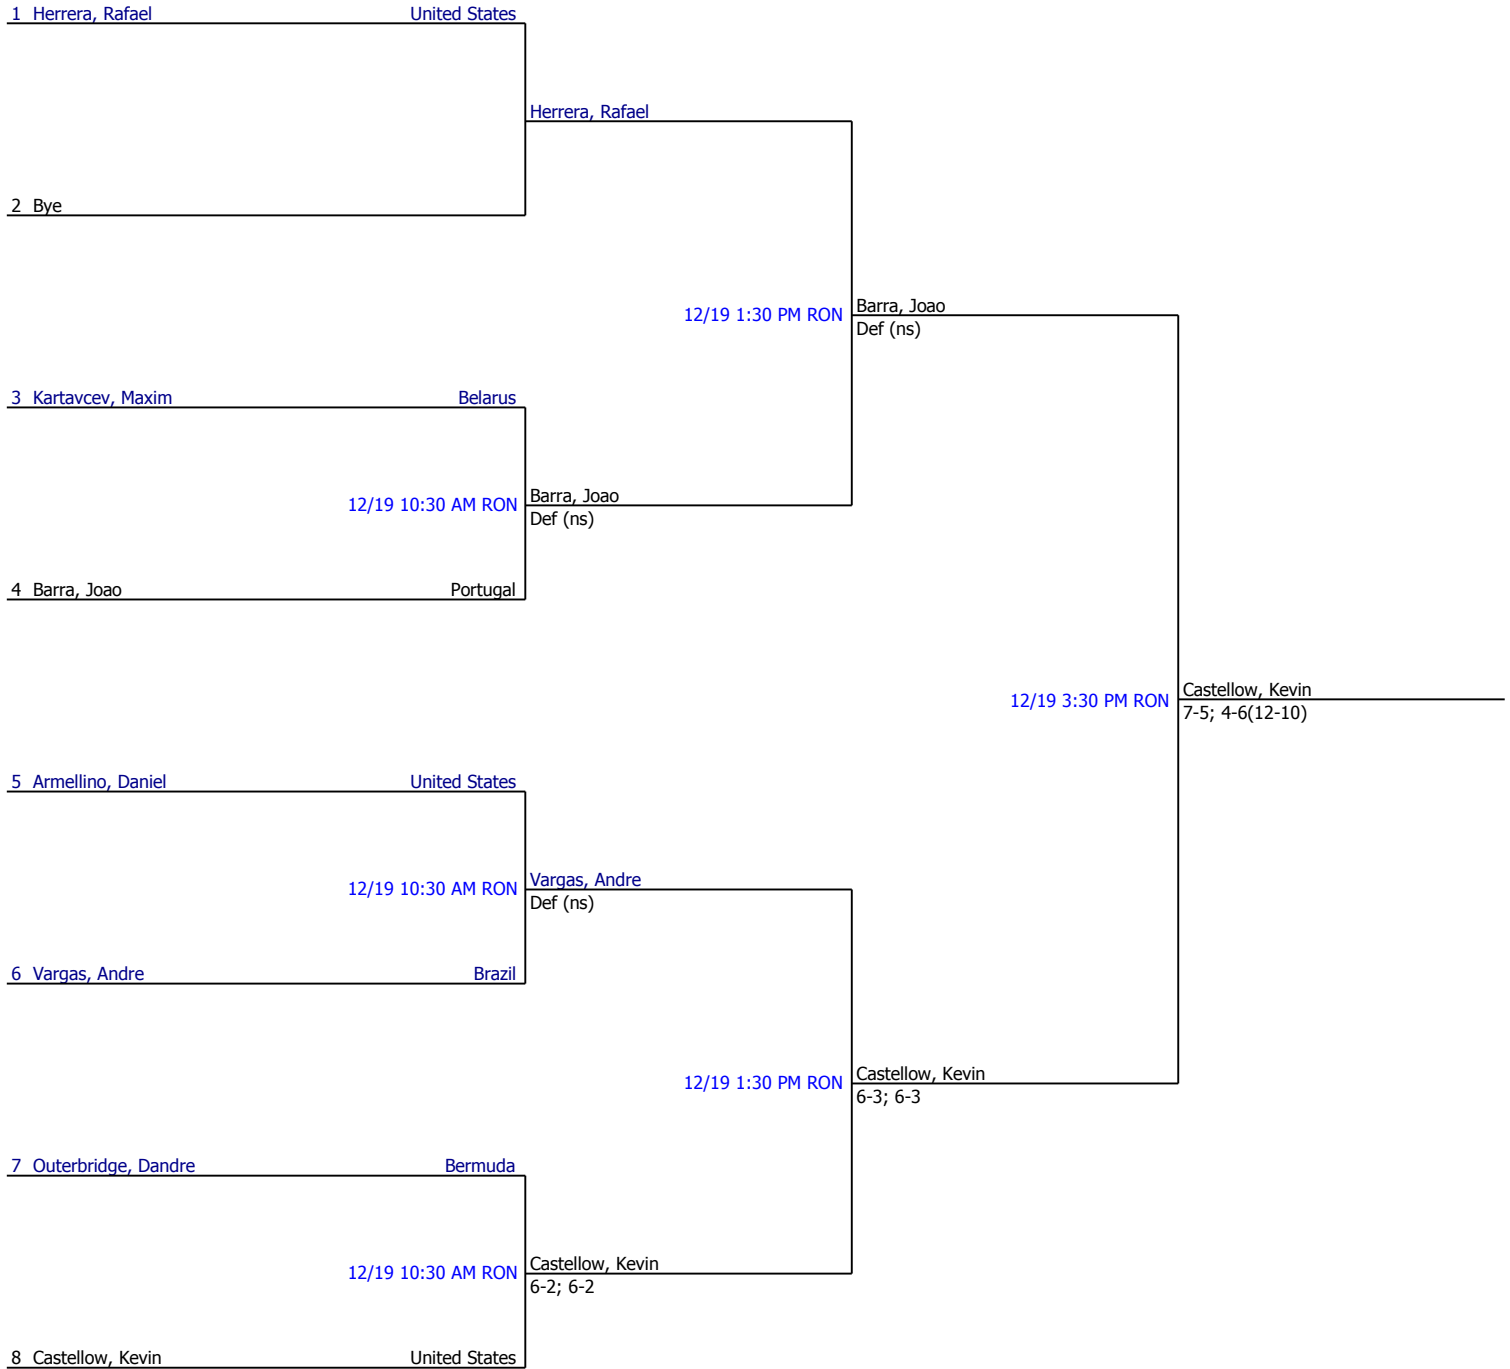 1 Herrera, Rafael United States
Herrera, Rafael
2 Bye
12/19 1:30 PM RON Barra, Joao
Def (ns)
3 Kartavcev, Maxim Belarus
12/19 10:30 AM RON Barra, Joao
Def (ns)
4 Barra, Joao Portugal
12/19 3:30 PM RON Castellow, Kevin
7-5; 4-6(12-10)
5 Armellino, Daniel United States
12/19 10:30 AM RON Vargas, Andre
Def (ns)
6 Vargas, Andre Brazil
12/19 1:30 PM RON Castellow, Kevin
6-3; 6-3
7 Outerbridge, Dandre Bermuda
12/19 10:30 AM RON Castellow, Kevin
6-2; 6-2
8 Castellow, Kevin United States